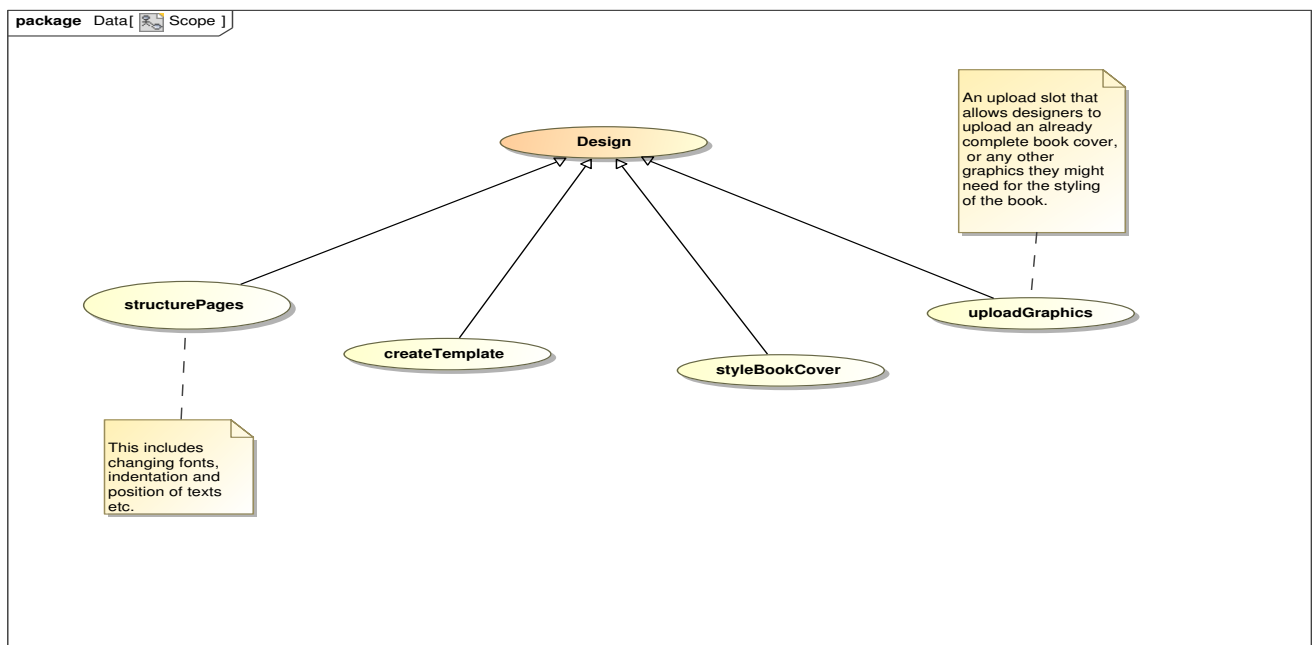 package Data[ Scope ]
An upload slot that
allows designers to
upload an already
complete book cover,
or any other
graphics they might
need for the styling
of the book.
Design
structurePages
uploadGraphics
createTemplate
styleBookCover
This includes
changing fonts,
indentation and
position of texts
etc.